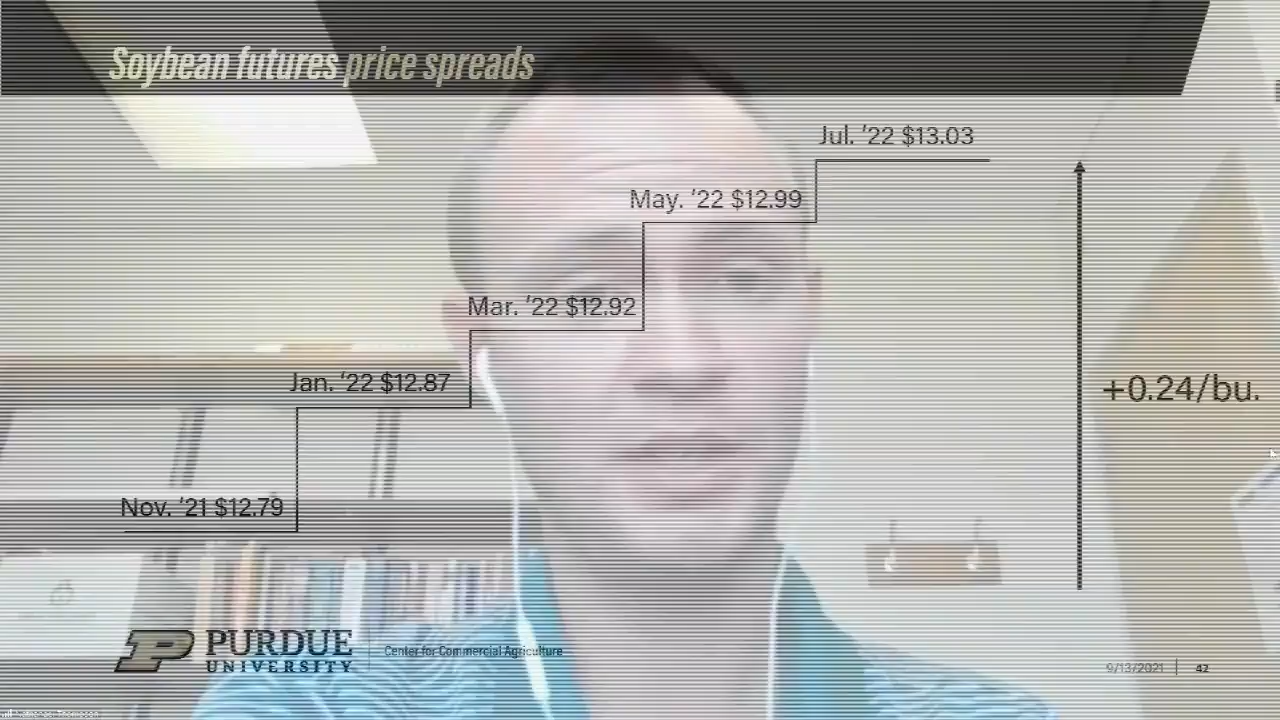 Soybean futures price spreads
Jul. '22 $13.03
May. '22 $12.99
Mar. '22 $12.92
+0.24/bu.
Jan. '22 $12.87
Nov. '21 $12.79
PURDUE
UNIVERSITY
Center for Commercial Agriculture
9/13/2021 | 42